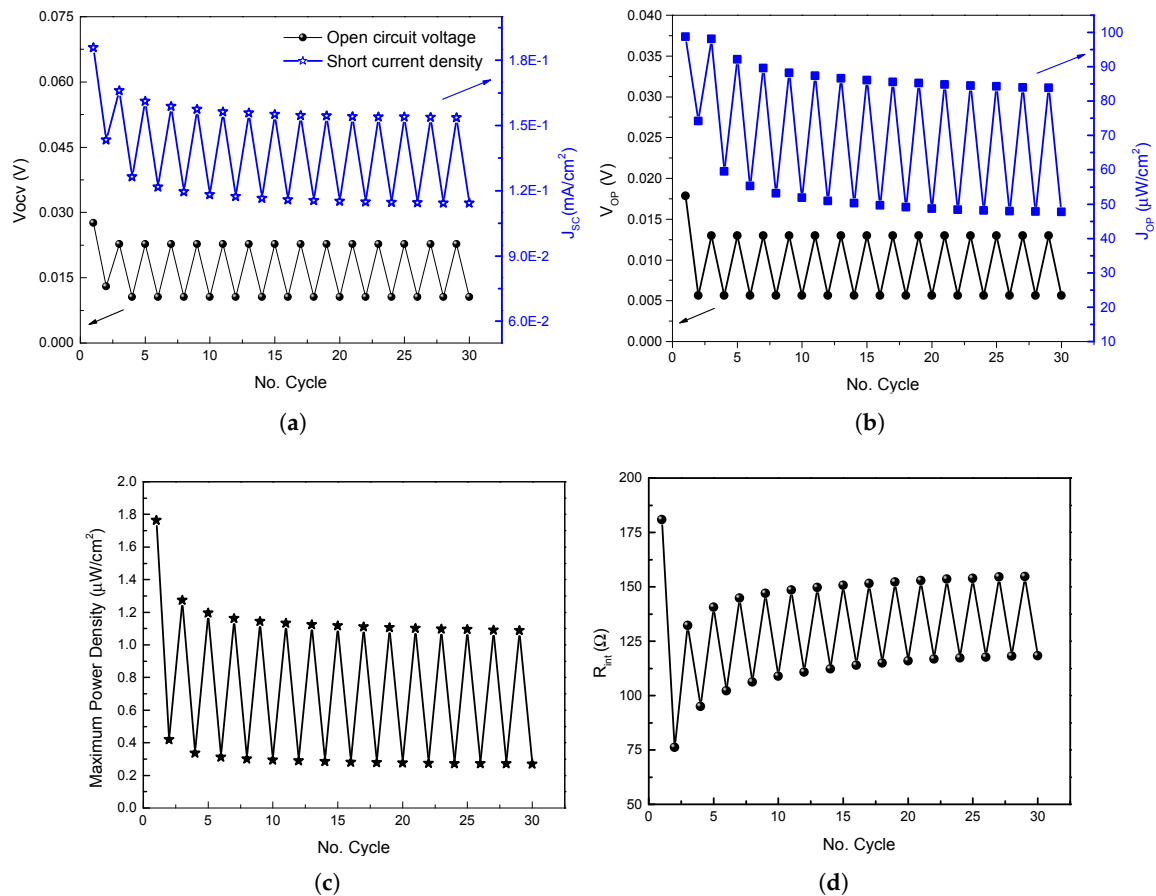 0.075
0.060
0.045
0.030
0.015
0.000
Vocv (V)
0 5 10 15 20 25 30
No. Cycle
Open circuit voltage
Short current density
1.8E-1
1.5E-1
1.2E-1
9.0E-2
6.0E-2
J_SC(mA/cm²)
(a)
0.040
0.035
0.030
0.025
0.020
0.015
0.010
0.005
0.000
V_OP (V)
0 5 10 15 20 25 30
No. Cycle
100
90
80
70
60
50
40
30
20
10
J_OP (µW/cm²)
(b)
2.0
1.8
1.6
1.4
1.2
1.0
0.8
0.6
0.4
0.2
0.0
Maximum Power Density (µW/cm²)
0 5 10 15 20 25 30
No. Cycle
(c)
200
175
150
125
100
75
50
R_int (Ω)
0 5 10 15 20 25 30
No. Cycle
(d)